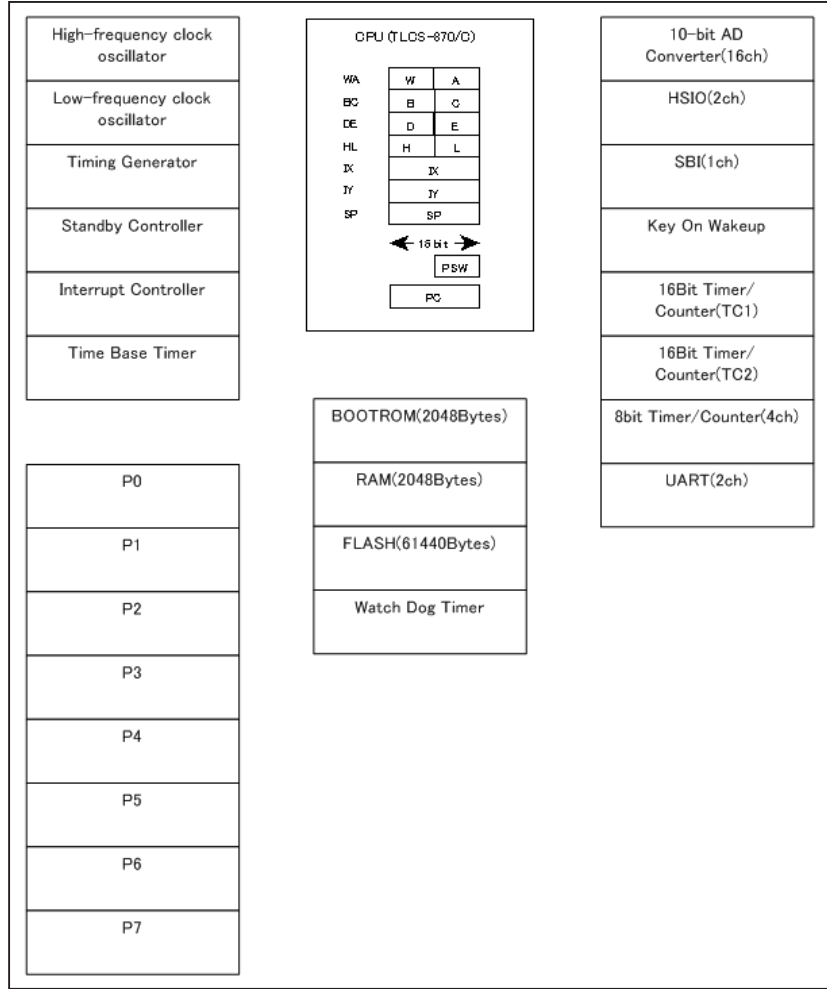 High-frequency clock
oscillator
Low-frequency clock
oscillator
Timing Generator
Standby Controller
Interrupt Controller
Time Base Timer
P0
P1
P2
P3
P4
P5
P6
P7
CPU (TLCS-870/C)
WA W A
BC B C
DE D E
HL H L
IX IX
IY IY
SP SP
16 bit
PSW
PC
BOOTROM(2048Bytes)
RAM(2048Bytes)
FLASH(61440Bytes)
Watch Dog Timer
10-bit AD
Converter(16ch)
HSIO(2ch)
SBI(1ch)
Key On Wakeup
16Bit Timer/
Counter(TC1)
16Bit Timer/
Counter(TC2)
8bit Timer/Counter(4ch)
UART(2ch)